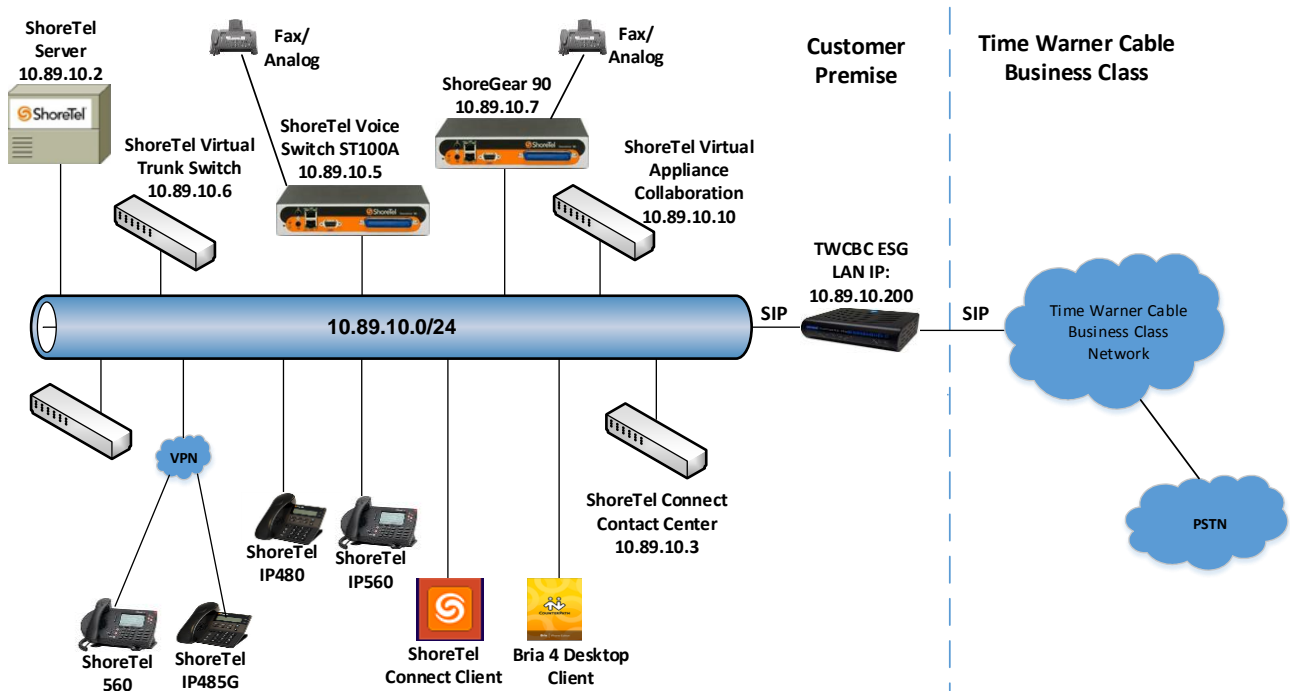 ShoreTel
Server
10.89.10.2
ShoreTel
Fax/
Analog
ShoreTel Virtual
Trunk Switch
10.89.10.6
ShoreTel Voice
Switch ST100A
10.89.10.5
ShoreTel
ShoreGear 90
10.89.10.7
ShoreTel
Fax/
Analog
ShoreTel Virtual
Appliance
Collaboration
10.89.10.10
Customer
Premise
Time Warner Cable
Business Class
TWCBC ESG
LAN IP:
10.89.10.200
10.89.10.0/24
SIP
SIP
Time Warner Cable
Business Class
Network
PSTN
VPN
ShoreTel
560
ShoreTel
IP485G
ShoreTel
IP480
ShoreTel
IP560
ShoreTel
Connect Client
COUNTERPATH
Bria 4 Desktop
Client
ShoreTel Connect
Contact Center
10.89.10.3